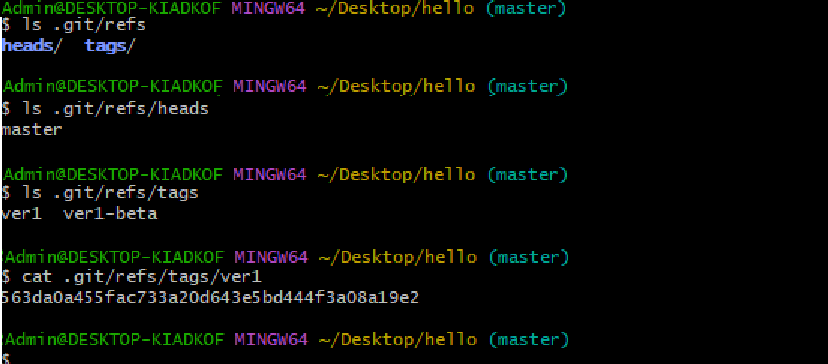 Admin@DESKTOP-KIADKOF MINGW64 ~/Desktop/hello (master)
$ ls .git/refs
heads/  tags/
Admin@DESKTOP-KIADKOF MINGW64 ~/Desktop/hello (master)
$ ls .git/refs/heads
master
Admin@DESKTOP-KIADKOF MINGW64 ~/Desktop/hello (master)
$ ls .git/refs/tags
ver1  ver1-beta
Admin@DESKTOP-KIADKOF MINGW64 ~/Desktop/hello (master)
$ cat .git/refs/tags/ver1
563da0a455fac733a20d643e5bd444f3a08a19e2
Admin@DESKTOP-KIADKOF MINGW64 ~/Desktop/hello (master)
$